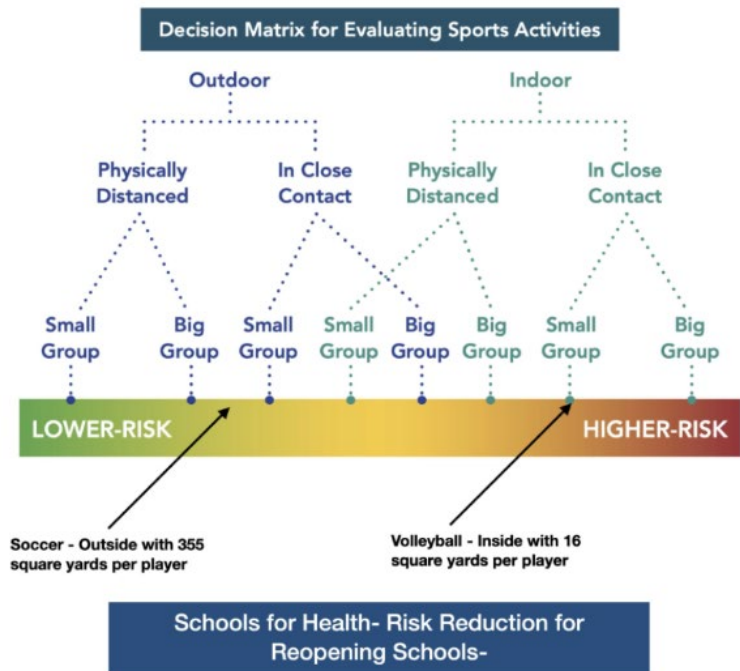 Decision Matrix for Evaluating Sports Activities
Outdoor
Indoor
Physically
Distanced
In Close
Contact
Physically
Distanced
In Close
Contact
Small
Group
Big
Group
Small
Group
Small
Group
Big
Group
Big
Group
Small
Group
Big
Group
LOWER-RISK
HIGHER-RISK
Soccer - Outside with 355
square yards per player
Volleyball - Inside with 16
square yards per player
Schools for Health- Risk Reduction for
Reopening Schools-